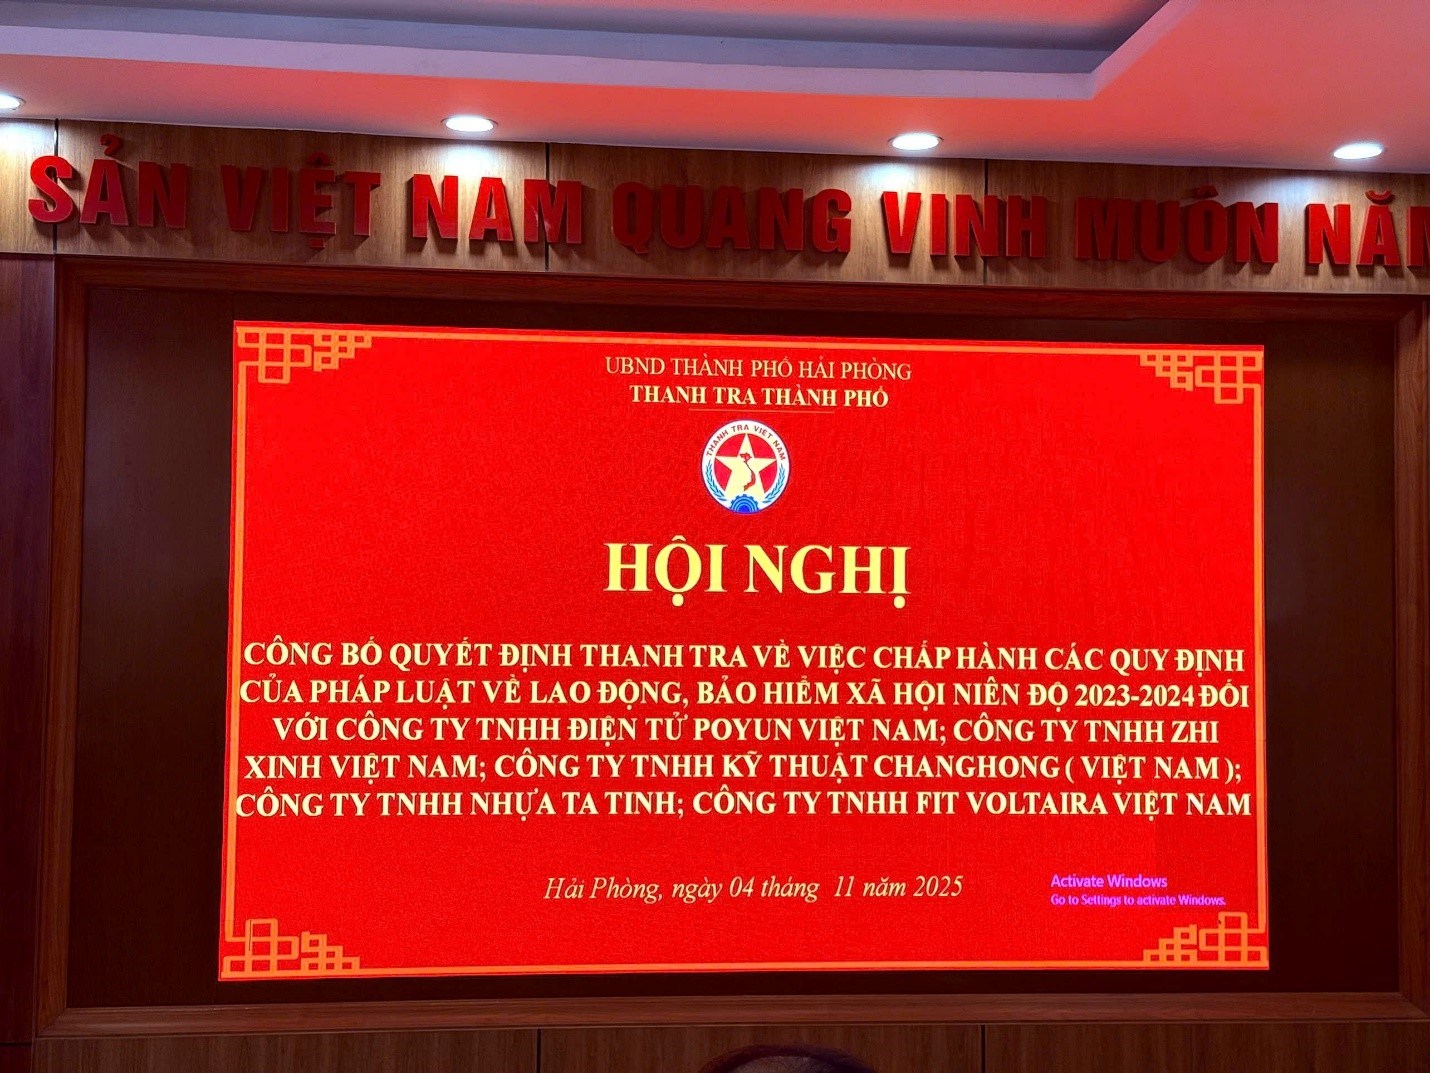 SẢN VIỆT NAM QUANG VINH MUÔN NĂM
UBND THÀNH PHỐ HẢI PHÒNG
THANH TRA THÀNH PHỐ
THANH TRA VIỆT NAM
HỘI NGHỊ
CÔNG BỐ QUYẾT ĐỊNH THANH TRA VỀ VIỆC CHẤP HÀNH CÁC QUY ĐỊNH
CỦA PHÁP LUẬT VỀ LAO ĐỘNG, BẢO HIỂM XÃ HỘI NIÊN ĐỘ 2023-2024 ĐỐI
VỚI CÔNG TY TNHH ĐIỆN TỬ POYUN VIỆT NAM; CÔNG TY TNHH ZHI
XINH VIỆT NAM; CÔNG TY TNHH KỸ THUẬT CHANGHONG ( VIỆT NAM );
CÔNG TY TNHH NHỰA TA TINH; CÔNG TY TNHH FIT VOLTAIRA VIỆT NAM
Hải Phòng, ngày 04 tháng 11 năm 2025
Activate Windows
Go to Settings to activate Windows.